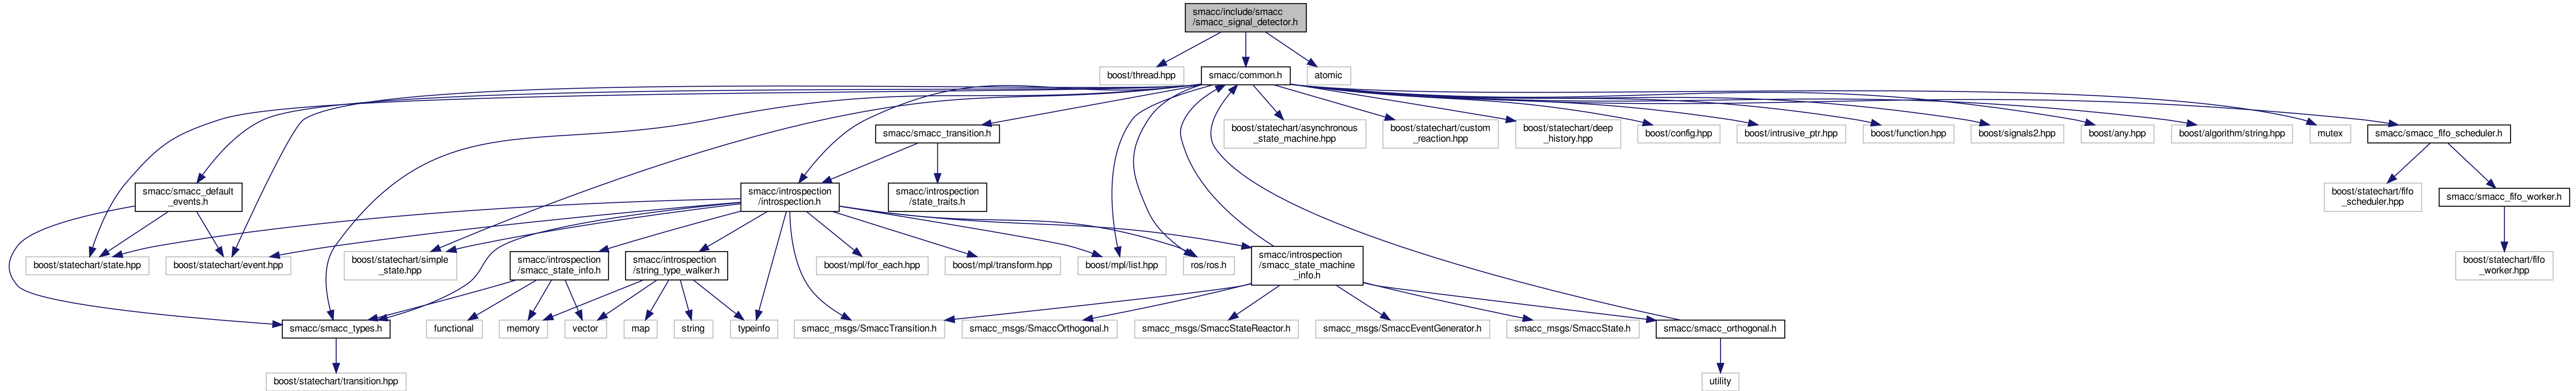 smacc/include/smacc
/smacc_signal_detector.h
boost/thread.hpp
smacc/common.h
atomic
smacc/smacc_transition.h
boost/statechart/asynchronous
_state_machine.hpp
boost/statechart/custom
_reaction.hpp
boost/statechart/deep
_history.hpp
boost/config.hpp
boost/intrusive_ptr.hpp
boost/function.hpp
boost/signals2.hpp
boost/any.hpp
boost/algorithm/string.hpp
mutex
smacc/smacc_fifo_scheduler.h
smacc/smacc_default
_events.h
smacc/introspection
/introspection.h
smacc/introspection
/state_traits.h
boost/statechart/fifo
_scheduler.hpp
smacc/smacc_fifo_worker.h
boost/statechart/state.hpp
boost/statechart/event.hpp
boost/statechart/simple
_state.hpp
smacc/introspection
/smacc_state_info.h
smacc/introspection
/string_type_walker.h
boost/mpl/for_each.hpp
boost/mpl/transform.hpp
boost/mpl/list.hpp
ros/ros.h
smacc/introspection
/smacc_state_machine
_info.h
boost/statechart/fifo
_worker.hpp
smacc/smacc_types.h
functional
memory
vector
map
string
typeinfo
smacc_msgs/SmaccTransition.h
smacc_msgs/SmaccOrthogonal.h
smacc_msgs/SmaccStateReactor.h
smacc_msgs/SmaccEventGenerator.h
smacc_msgs/SmaccState.h
smacc/smacc_orthogonal.h
boost/statechart/transition.hpp
utility